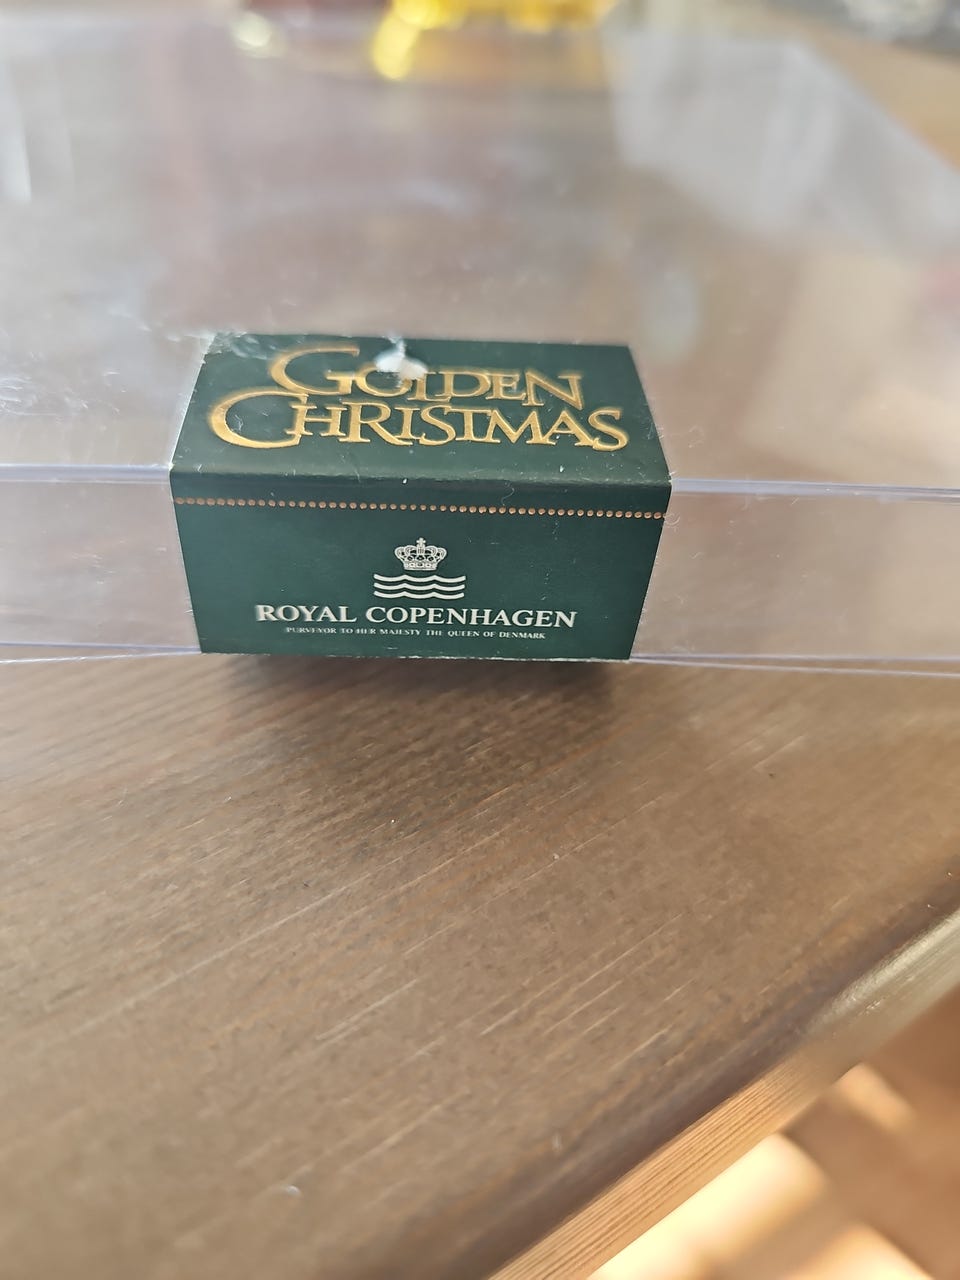 GOLDEN
CHRISTMAS
ROYAL COPENHAGEN
PURVEYOR TO HER MAJESTY THE QUEEN OF DENMARK